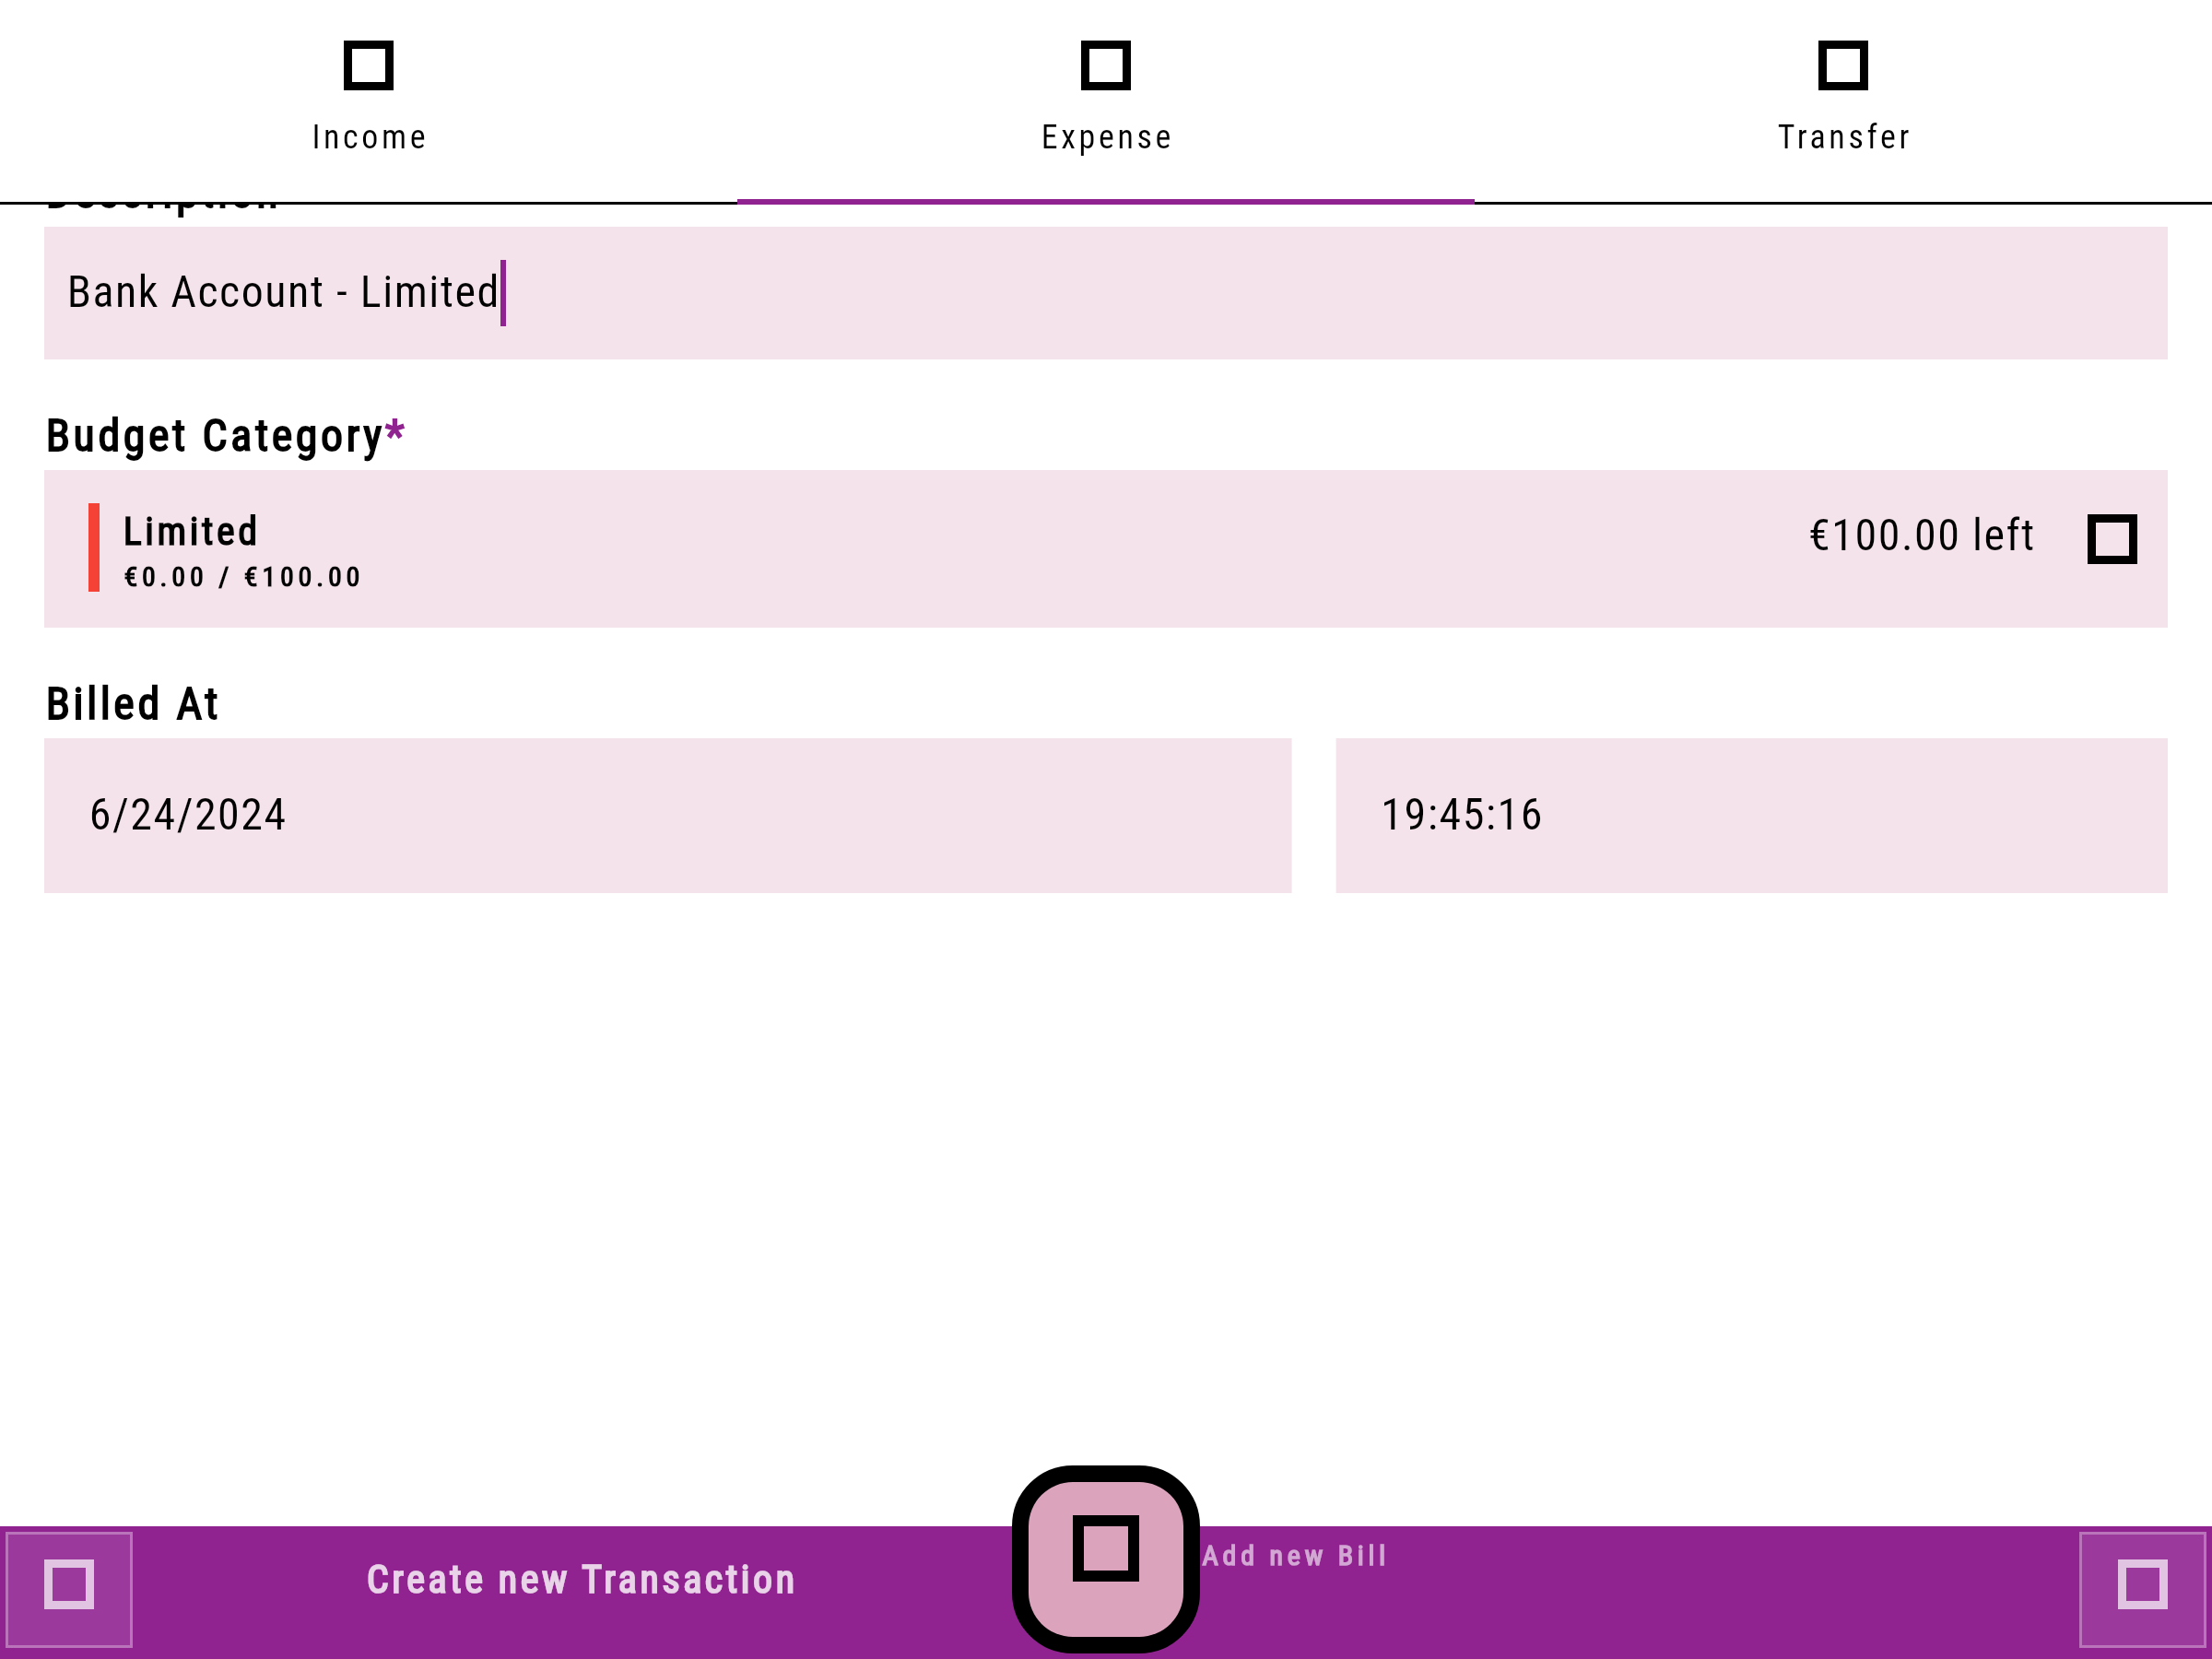 Income
Expense
Transfer
Description
Bank Account - Limited
Budget Category*
Limited
€0.00 / €100.00
€100.00 left
Billed At
6/24/2024
19:45:16
Create new Transaction
Add new Bill